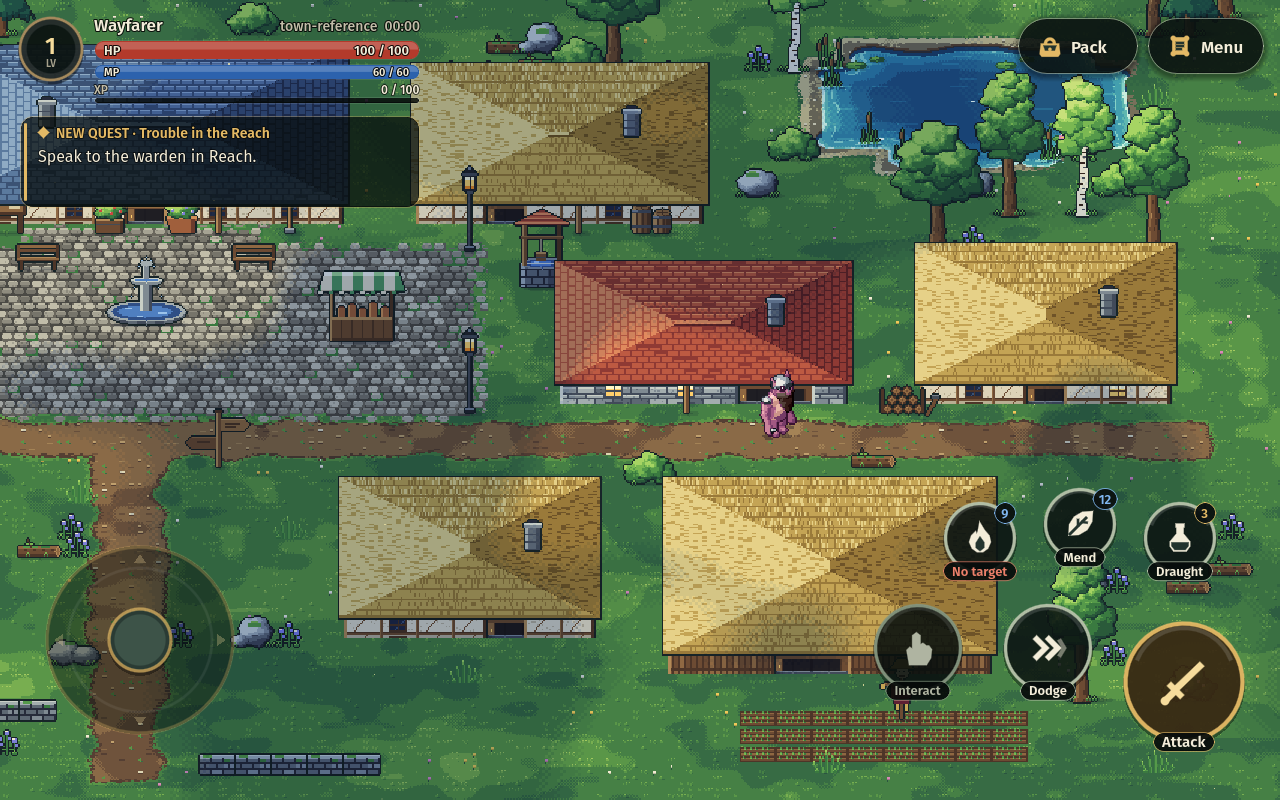 Wayfarer
town-reference 00:00
1
LV
HP 100 / 100
MP 60 / 60
XP 0 / 100
NEW QUEST · Trouble in the Reach
Speak to the warden in Reach.
Pack
Menu
9
No target
12
Mend
3
Draught
Interact
Dodge
Attack